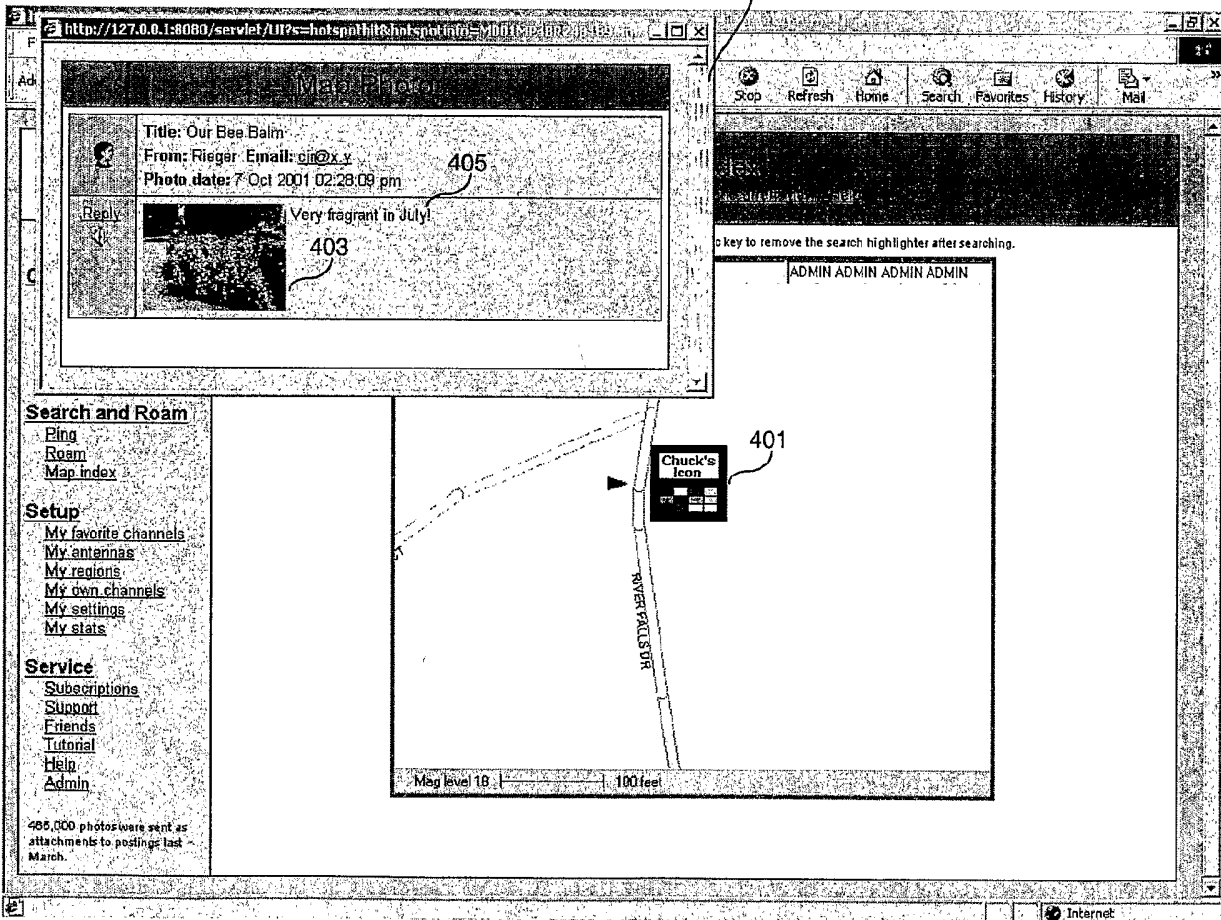 http://127.0.0.1:8080/servlet/UI?s=hotspothit&hotspotinfo=
Map Photo
Title: Our Bee Balm
From: Rieger Email: cjr@x.y
Photo date: 7 Oct 2001 02:28:09 pm
405
Reply
Very fragrant in July!
403
Stop
Refresh
Home
Search
Favorites
History
Mail
key to remove the search highlighter after searching.
ADMIN ADMIN ADMIN ADMIN
Search and Roam
Ping
Roam
Map index
Setup
My favorite channels
My antennas
My regions
My own channels
My settings
My stats
Service
Subscriptions
Support
Friends
Tutorial
Help
Admin
485,000 photos were sent as
attachments to postings last
March.
Chuck's
Icon
401
RIVER FALLS DR
CT
Mag level 18
100 feet
Internet